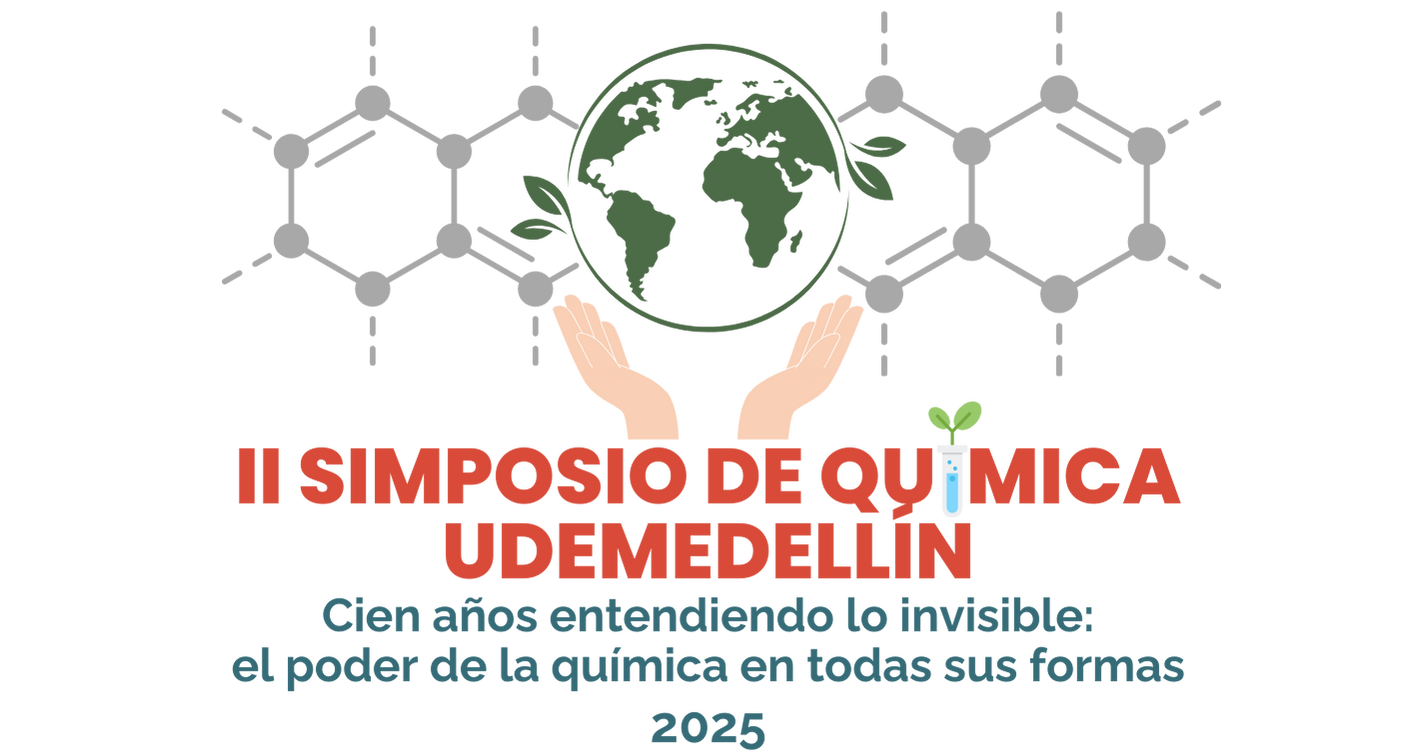 II SIMPOSIO DE QUÍMICA
UDEMEDELLÍN
Cien años entendiendo lo invisible:
el poder de la química en todas sus formas
2025